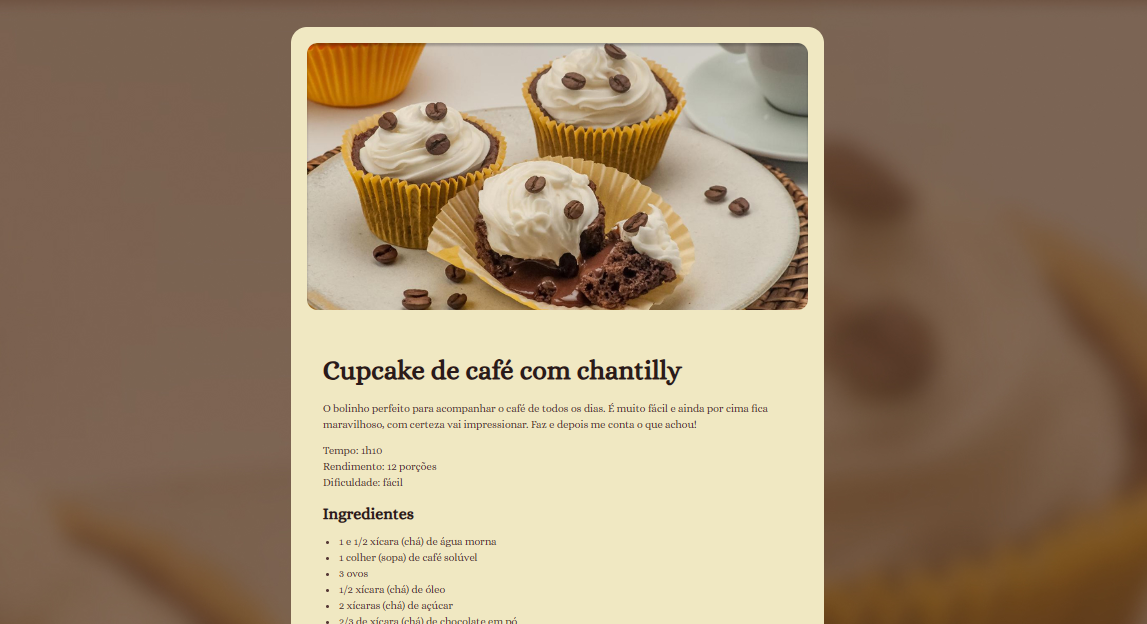 Cupcake de café com chantilly
O bolinho perfeito para acompanhar o café de todos os dias. É muito fácil e ainda por cima fica
maravilhoso, com certeza vai impressionar. Faz e depois me conta o que achou!
Tempo: 1h10
Rendimento: 12 porções
Dificuldade: fácil
Ingredientes
1 e 1/2 xícara (chá) de água morna
1 colher (sopa) de café solúvel
3 ovos
1/2 xícara (chá) de óleo
2 xícaras (chá) de açúcar
2/3 de xícara (chá) de chocolate em pó